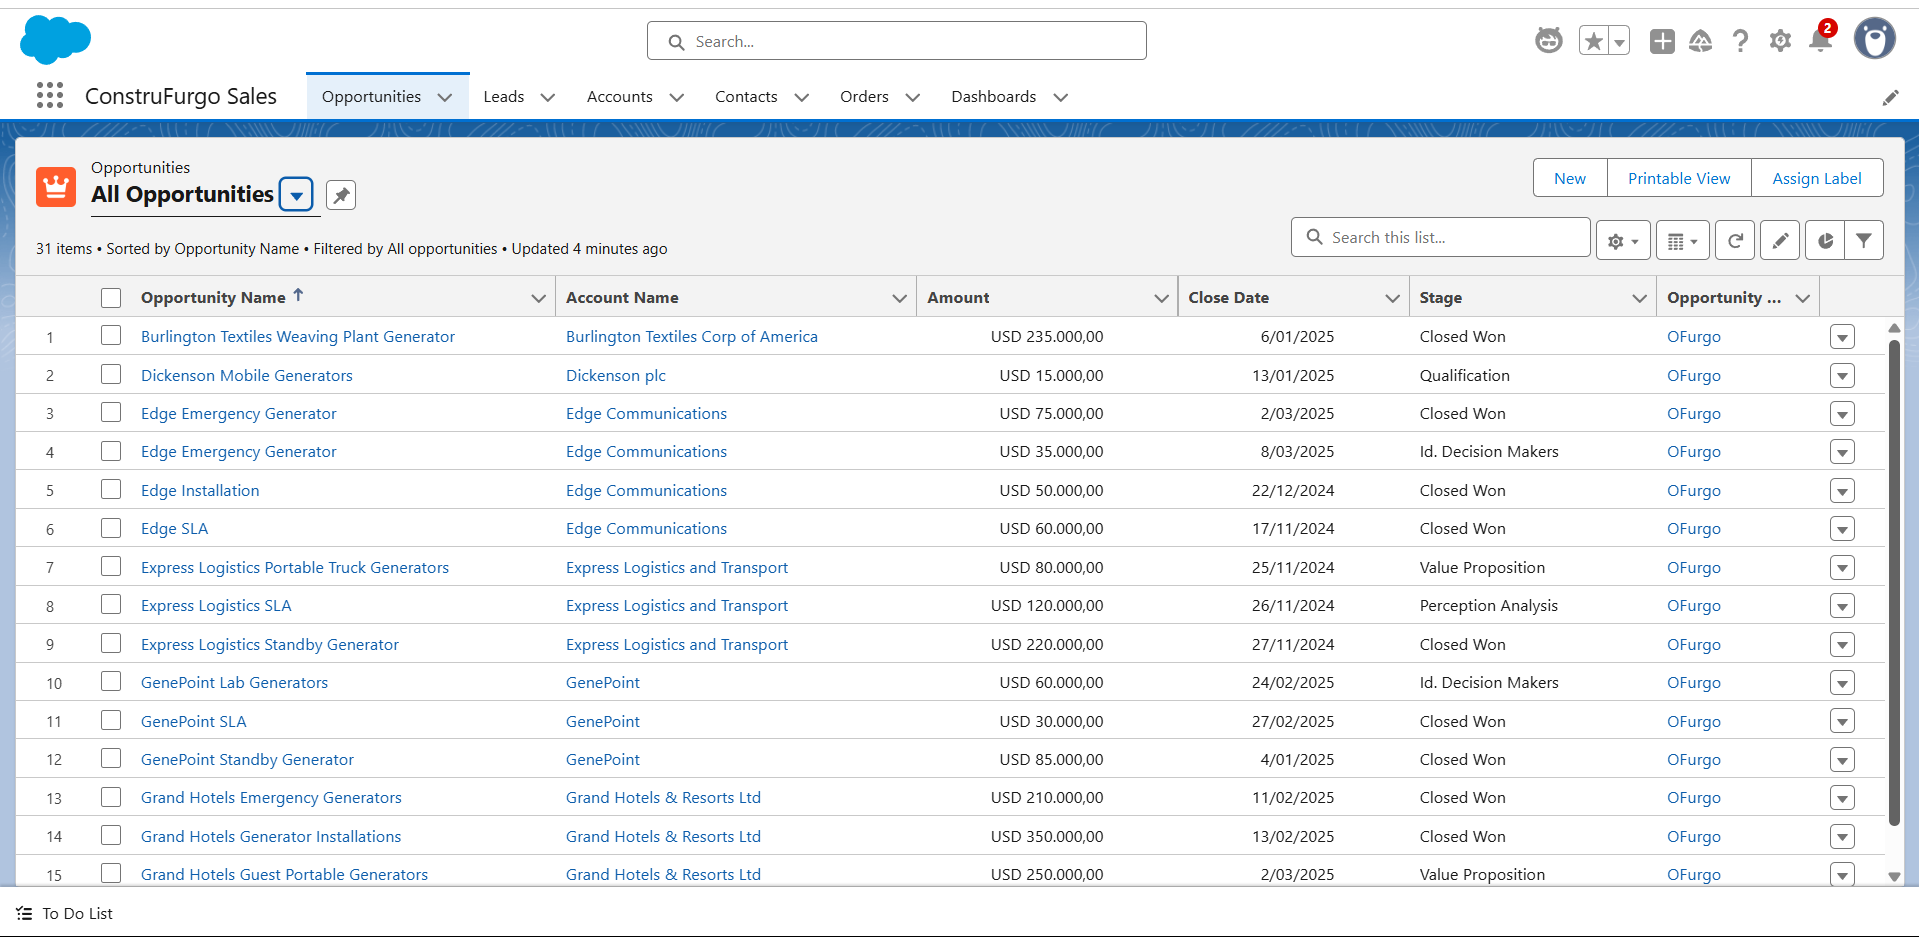 Search...
2
ConstruFurgo Sales Opportunities Leads Accounts Contacts Orders Dashboards
Opportunities
All Opportunities
New Printable View Assign Label
31 items • Sorted by Opportunity Name • Filtered by All opportunities • Updated 4 minutes ago
Search this list...
Opportunity Name Account Name Amount Close Date Stage Opportunity ...
1 Burlington Textiles Weaving Plant Generator Burlington Textiles Corp of America USD 235.000,00 6/01/2025 Closed Won OFurgo
2 Dickenson Mobile Generators Dickenson plc USD 15.000,00 13/01/2025 Qualification OFurgo
3 Edge Emergency Generator Edge Communications USD 75.000,00 2/03/2025 Closed Won OFurgo
4 Edge Emergency Generator Edge Communications USD 35.000,00 8/03/2025 Id. Decision Makers OFurgo
5 Edge Installation Edge Communications USD 50.000,00 22/12/2024 Closed Won OFurgo
6 Edge SLA Edge Communications USD 60.000,00 17/11/2024 Closed Won OFurgo
7 Express Logistics Portable Truck Generators Express Logistics and Transport USD 80.000,00 25/11/2024 Value Proposition OFurgo
8 Express Logistics SLA Express Logistics and Transport USD 120.000,00 26/11/2024 Perception Analysis OFurgo
9 Express Logistics Standby Generator Express Logistics and Transport USD 220.000,00 27/11/2024 Closed Won OFurgo
10 GenePoint Lab Generators GenePoint USD 60.000,00 24/02/2025 Id. Decision Makers OFurgo
11 GenePoint SLA GenePoint USD 30.000,00 27/02/2025 Closed Won OFurgo
12 GenePoint Standby Generator GenePoint USD 85.000,00 4/01/2025 Closed Won OFurgo
13 Grand Hotels Emergency Generators Grand Hotels & Resorts Ltd USD 210.000,00 11/02/2025 Closed Won OFurgo
14 Grand Hotels Generator Installations Grand Hotels & Resorts Ltd USD 350.000,00 13/02/2025 Closed Won OFurgo
15 Grand Hotels Guest Portable Generators Grand Hotels & Resorts Ltd USD 250.000,00 2/03/2025 Value Proposition OFurgo
To Do List